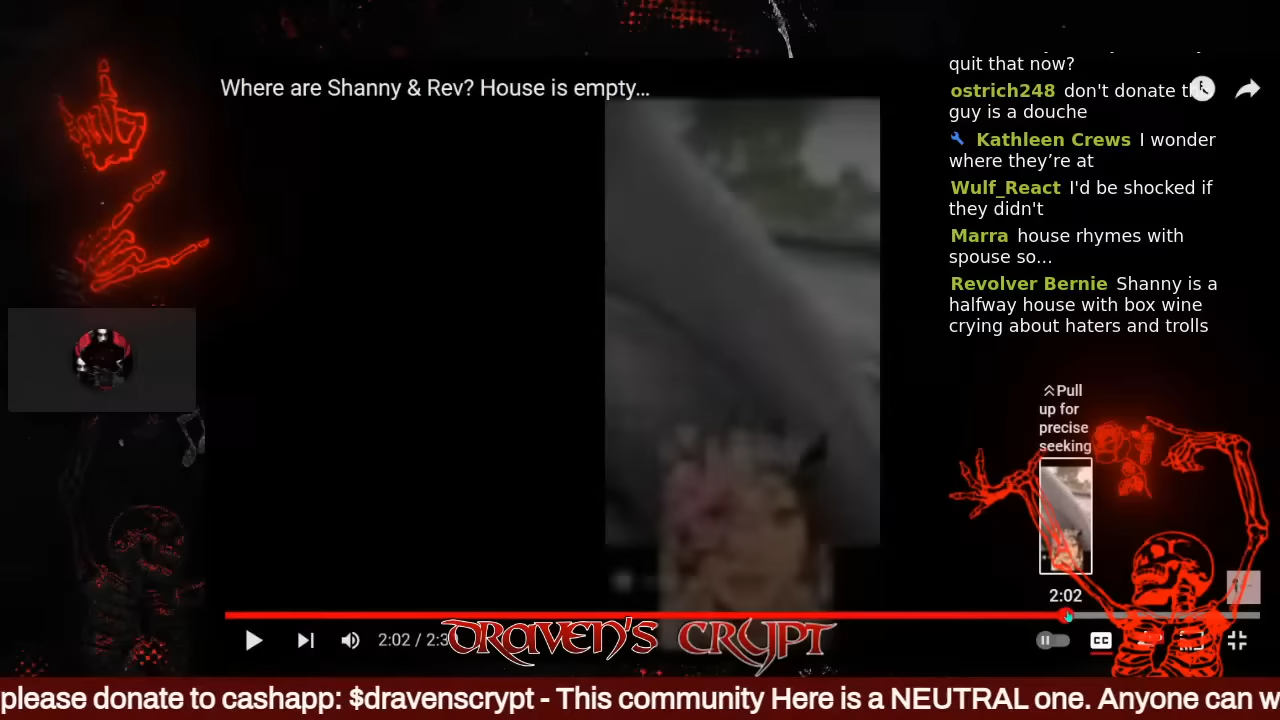 Where are Shanny & Rev? House is empty...
quit that now?
ostrich248 don't donate
guy is a douche
Kathleen Crews I wonder
where they’re at
Wulf_React I'd be shocked if
they didn't
Marra house rhymes with
spouse so...
Revolver Bernie Shanny is a
halfway house with box wine
crying about haters and trolls
Pull
up for
precise
seeking
2:02
2:02 / 2:3
CC
DRAVEN'S CRYPT
please donate to cashapp: $dravenscrypt - This community Here is a NEUTRAL one. Anyone can